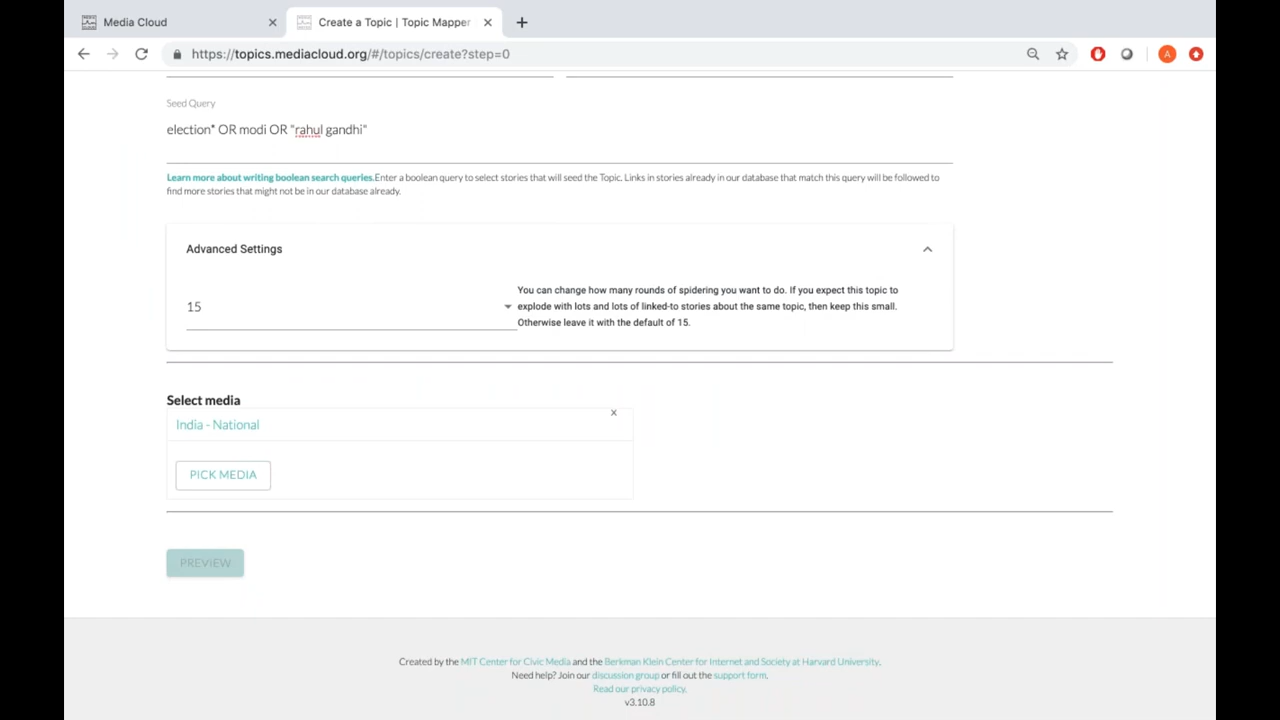 Media Cloud
Create a Topic | Topic Mapper
https://topics.mediacloud.org/#/topics/create?step=0
A
Seed Query
election* OR modi OR "rahul gandhi"
Learn more about writing boolean search queries.Enter a boolean query to select stories that will seed the Topic. Links in stories already in our database that match this query will be followed to
find more stories that might not be in our database already.
Advanced Settings
15
You can change how many rounds of spidering you want to do. If you expect this topic to
explode with lots and lots of linked-to stories about the same topic, then keep this small.
Otherwise leave it with the default of 15.
Select media
India - National
PICK MEDIA
PREVIEW
Created by the MIT Center for Civic Media and the Berkman Klein Center for Internet and Society at Harvard University.
Need help? Join our discussion group or fill out the support form.
Read our privacy policy.
v3.10.8